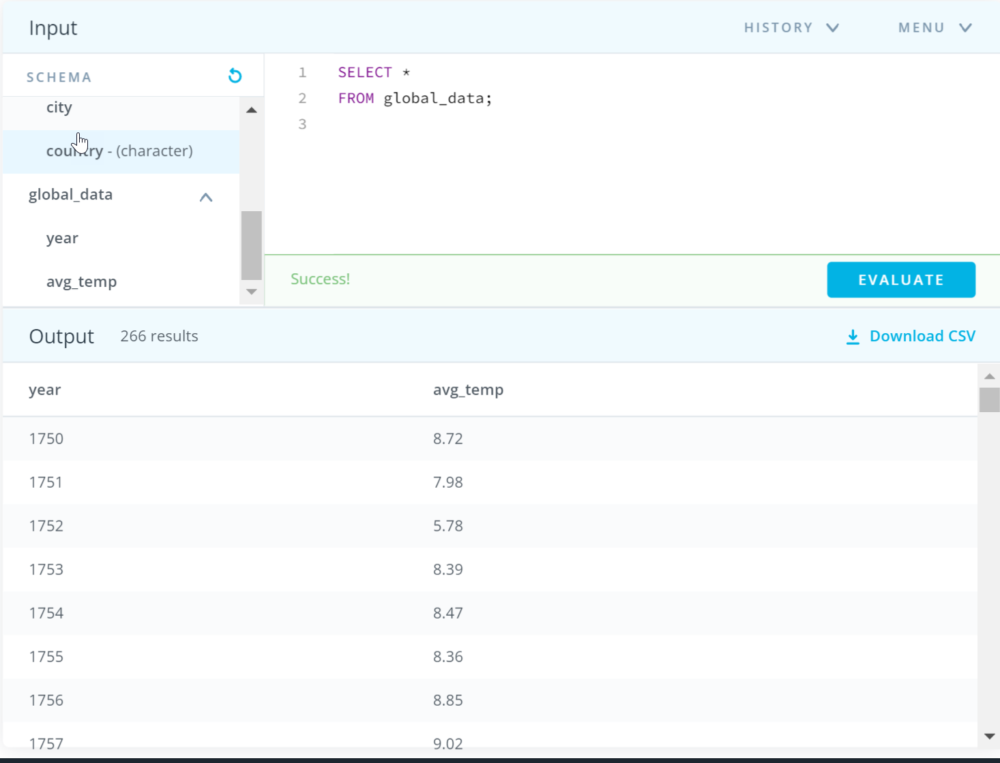 Input HISTORY MENU
SCHEMA
city
country - (character)
global_data
year
avg_temp
1 SELECT *
2 FROM global_data;
3
Success! EVALUATE
Output 266 results Download CSV
year avg_temp
1750 8.72
1751 7.98
1752 5.78
1753 8.39
1754 8.47
1755 8.36
1756 8.85
1757 9.02